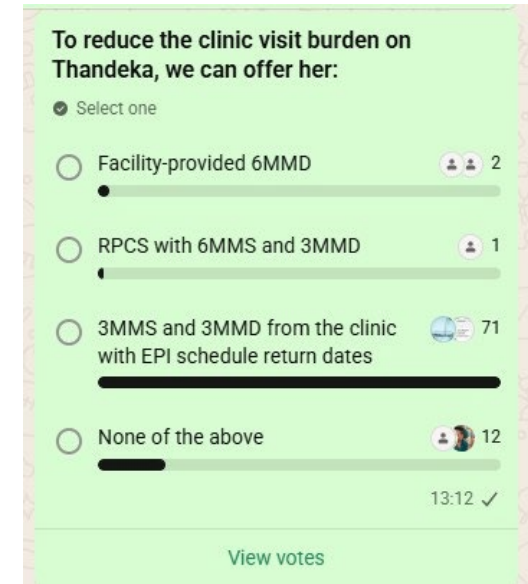 To reduce the clinic visit burden on
Thandeka, we can offer her:
Select one
Facility-provided 6MMD 2
RPCS with 6MMS and 3MMD 1
3MMS and 3MMD from the clinic 71
with EPI schedule return dates
None of the above 12
13:12
View votes